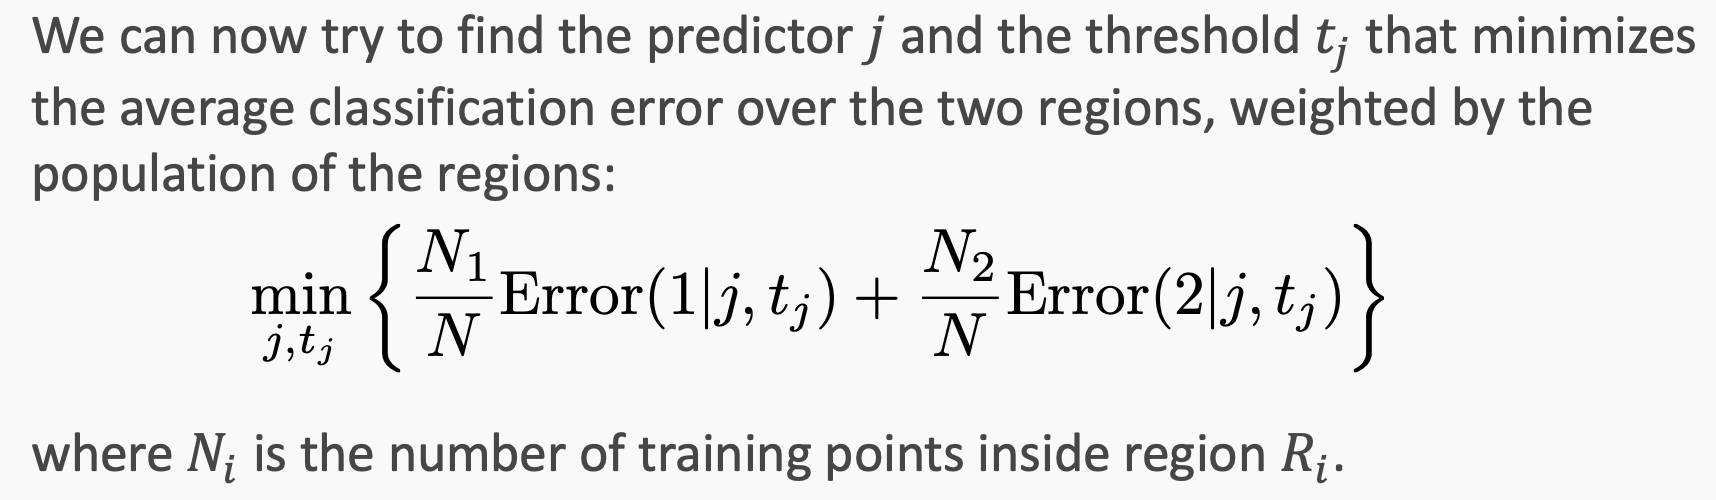 We can now try to find the predictor j and the threshold t_j that minimizes
the average classification error over the two regions, weighted by the
population of the regions:
min_{j,t_j} { N_1/N Error(1|j, t_j) + N_2/N Error(2|j, t_j) }
where N_i is the number of training points inside region R_i.